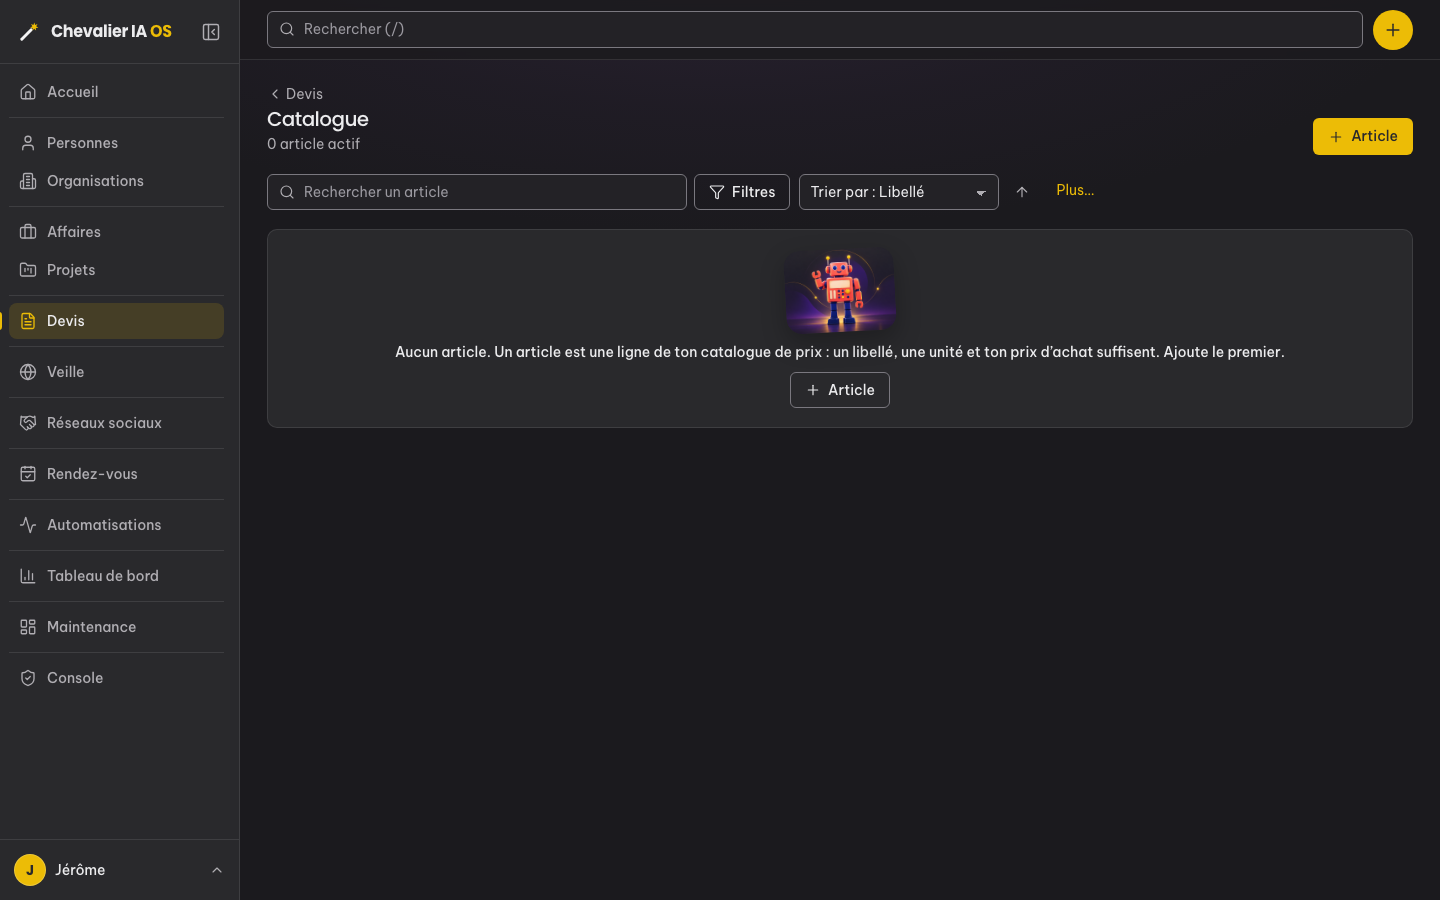 Chevalier IA OS
Rechercher (/)
Accueil
Personnes
Organisations
Affaires
Projets
Devis
Veille
Réseaux sociaux
Rendez-vous
Automatisations
Tableau de bord
Maintenance
Console
J
Jérôme
Devis
Catalogue
0 article actif
Article
Rechercher un article
Filtres
Trier par : Libellé
Plus...
Aucun article. Un article est une ligne de ton catalogue de prix : un libellé, une unité et ton prix d’achat suffisent. Ajoute le premier.
Article